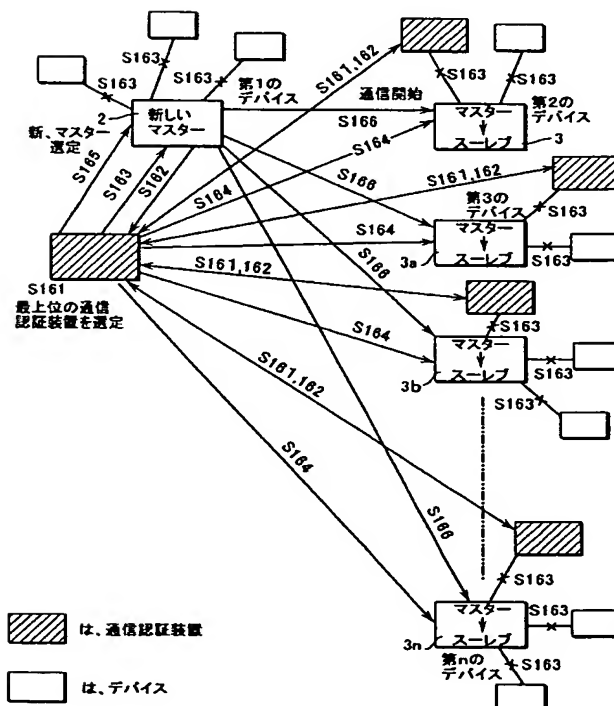 S163
S163
S163
第1の
デバイス
2
新しい
マスター
新、マスター
選定
S165
S163
S162
S161,162
S163
S163
通信開始
S166
第2の
デバイス
マスター
スーレブ
3
S164
S164
S166
S161,162
第3の
デバイス
S163
マスター
スーレブ
3a
S163
S164
S161
最上位の通信
認証装置を選定
S161,162
S166
S164
S163
マスター
スーレブ
3b
S163
S163
S161,162
S164
S166
S163
マスター
スーレブ
3n
S163
第nの
デバイス
S163
は、通信認証装置
は、デバイス